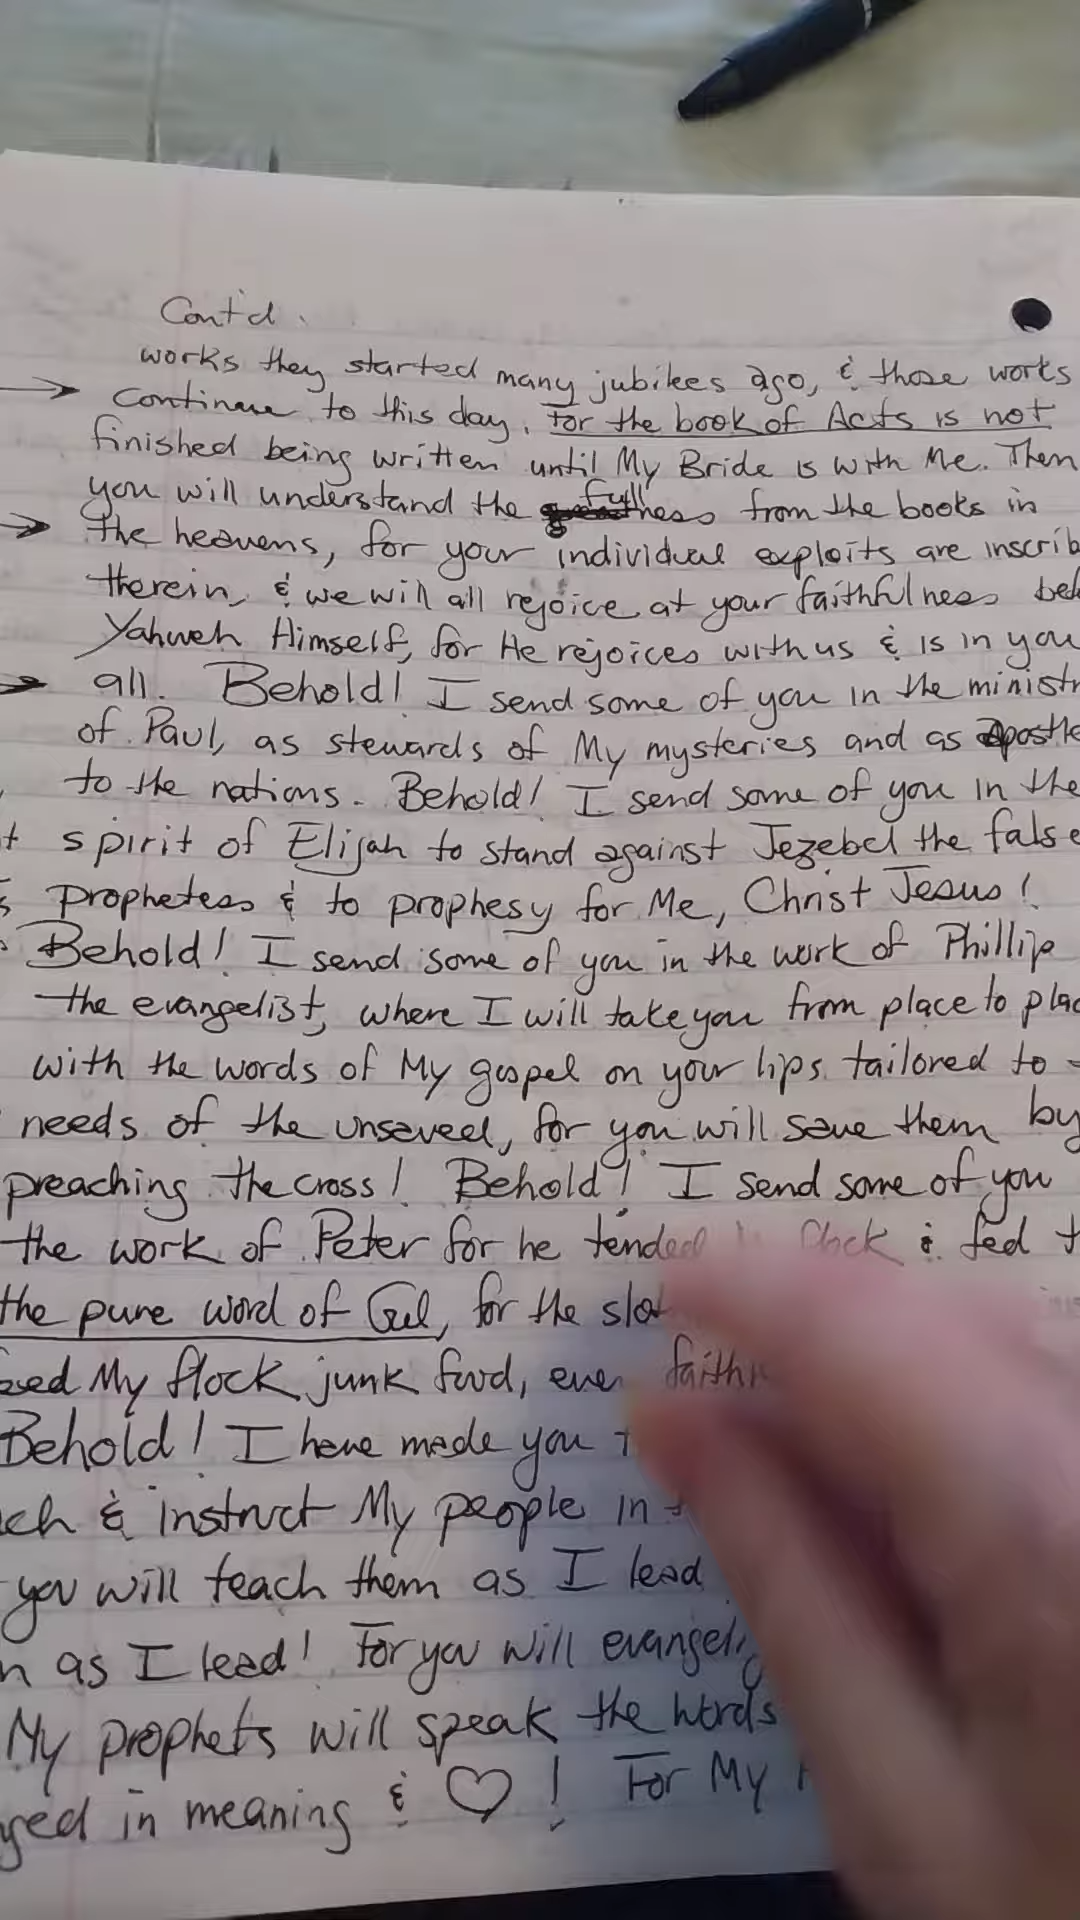 Cont'd.
works they started many jubilees ago, & those works
continue to this day, For the book of Acts is not
finished being written until My Bride is with Me. Then
you will understand the fullness from the books in
the heavens, for your individual exploits are inscrib
therein, & we will all rejoice at your faithfulness bef
Yahweh Himself, for He rejoices with us & is in you
all. Behold! I send some of you in the ministr
of Paul, as stewards of My mysteries and as apostle
to the nations. Behold! I send some of you in the
spirit of Elijah to stand against Jezebel the false
prophetess & to prophesy for Me, Christ Jesus!
Behold! I send some of you in the work of Phillip
the evangelist, where I will take you from place to plac
with the words of My gospel on your lips tailored to
needs of the unsaved, for you will save them by
preaching the cross! Behold! I send some of you
the work of Peter for he tended flock & fed
the pure word of God, for the
My flock junk food, even
Behold! I have made you
& instruct My people in
you will teach them as I lead
as I lead! For you will
My prophets will speak the words
in meaning & ♡! For My